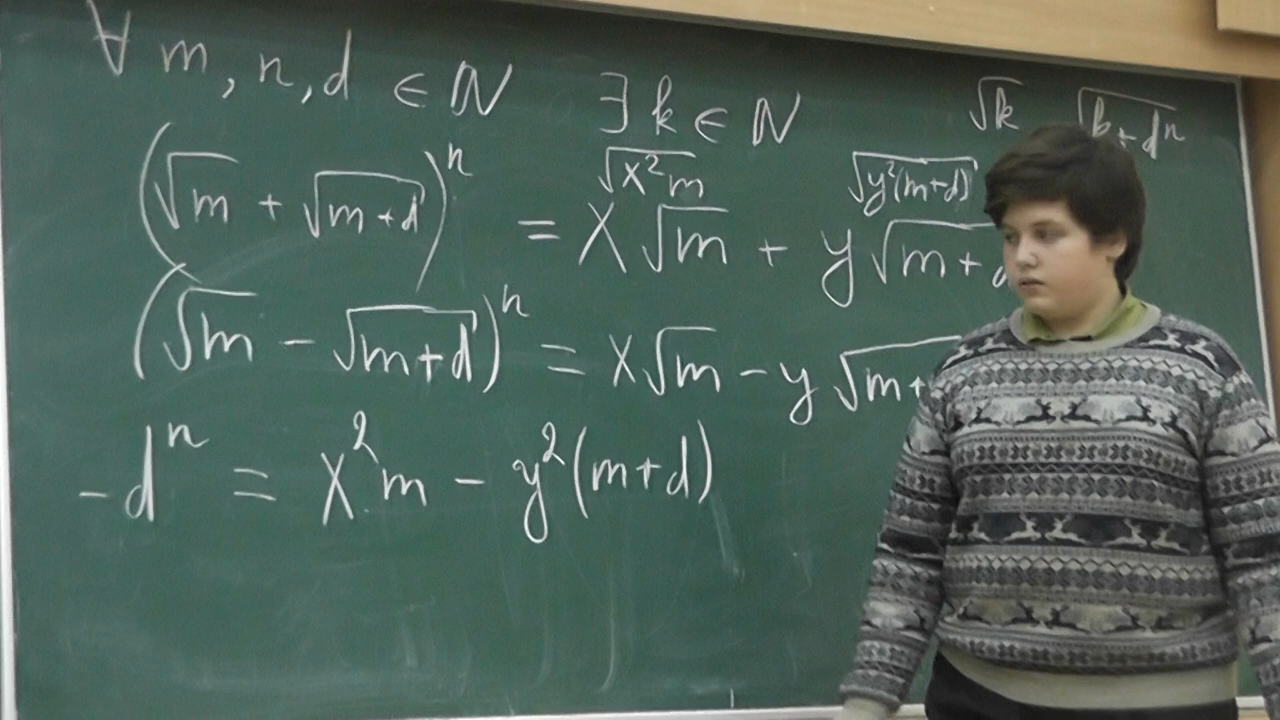 ∀ m, n, d ∈ ℕ ∃ k ∈ ℕ √k √(k+dⁿ)
√(x²m) √(y²(m+d))
(√m + √(m+d))ⁿ = x√m + y√(m+d
(√m − √(m+d))ⁿ = x√m − y√(m+
−dⁿ = x²m − y²(m+d)